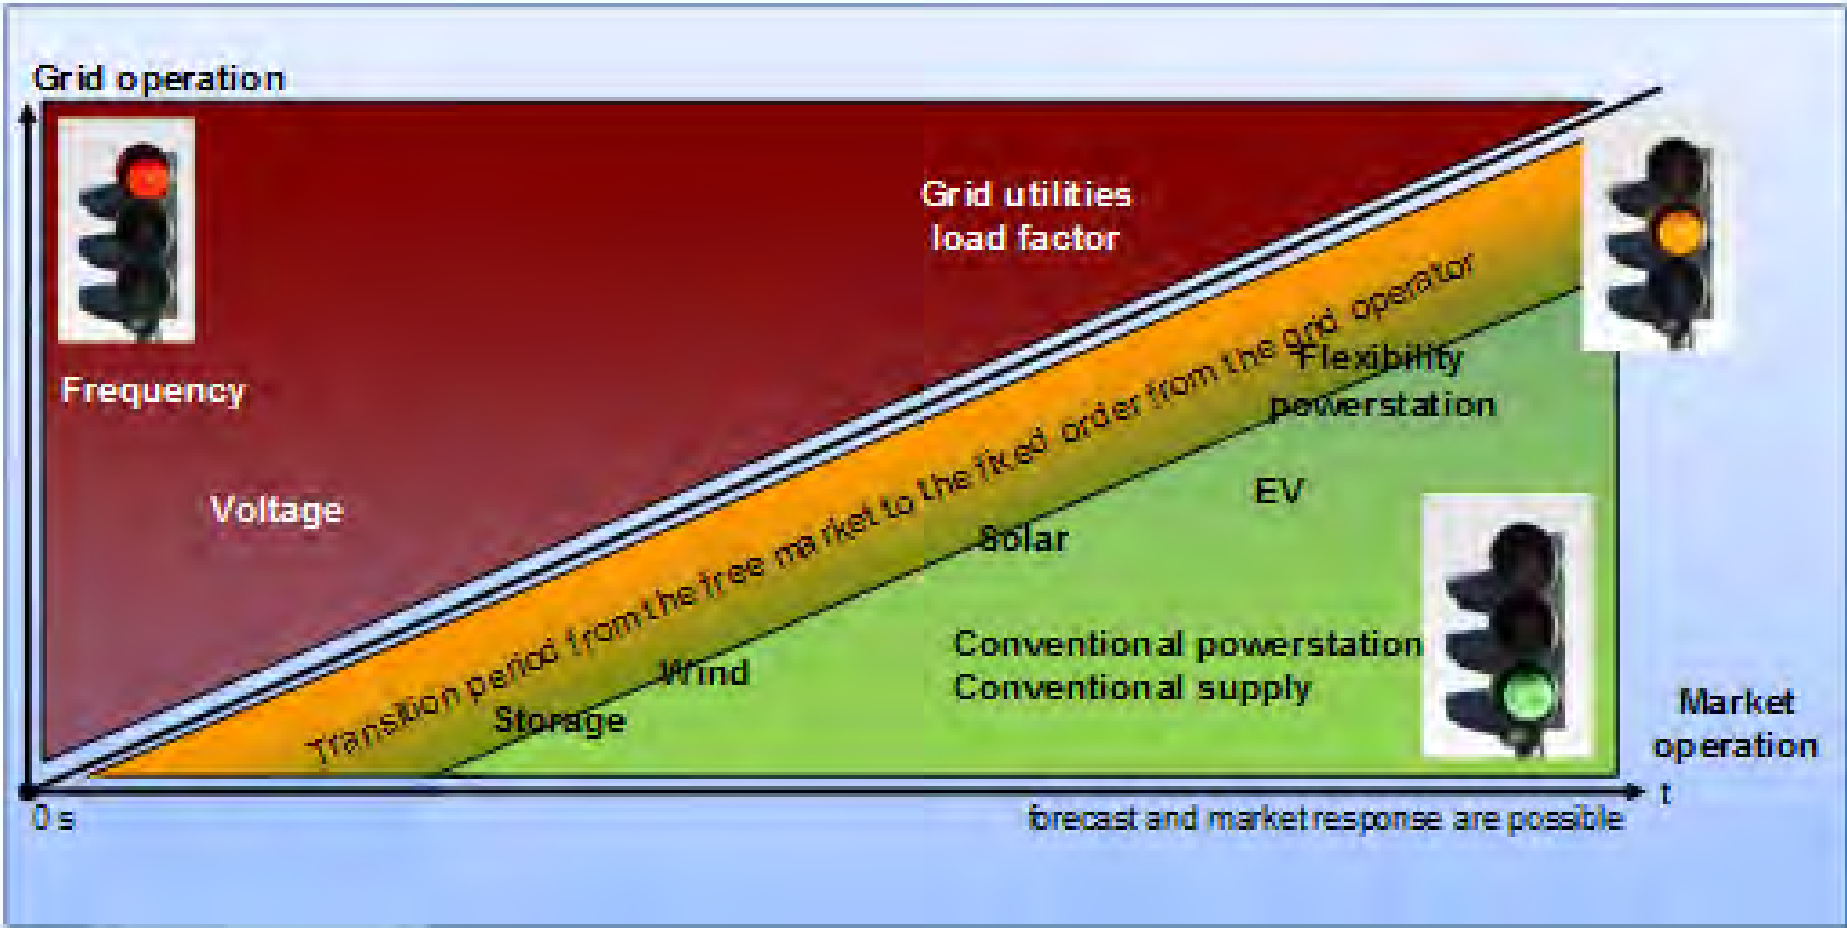 Grid operation
Grid utilities
load factor
Frequency
Voltage
Transition period from the free market to the fixed order from the grid operator
Flexibility
powerstation
EV
Solar
Wind
Storage
Conventional powerstation
Conventional supply
Market
operation
t
0 s
forecast and market response are possible